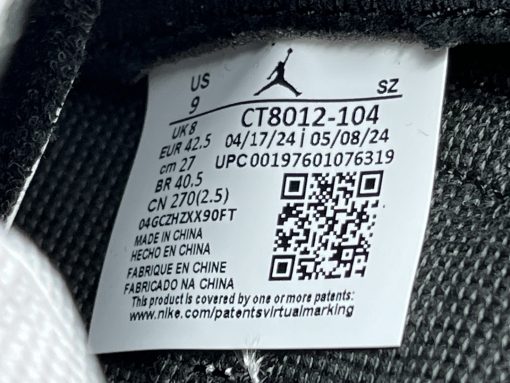 US
9
SZ
CT8012-104
UK 8
04/17/24 | 05/08/24
EUR 42.5
UPC 00197601076319
cm 27
BR 40.5
CN 270(2.5)
04GCZHZXX90FT
MADE IN CHINA
HECHO EN CHINA
FABRIQUE EN CHINE
FABRICADO NA CHINA
This product is covered by one or more patents:
www.nike.com/patentsvirtualmarking